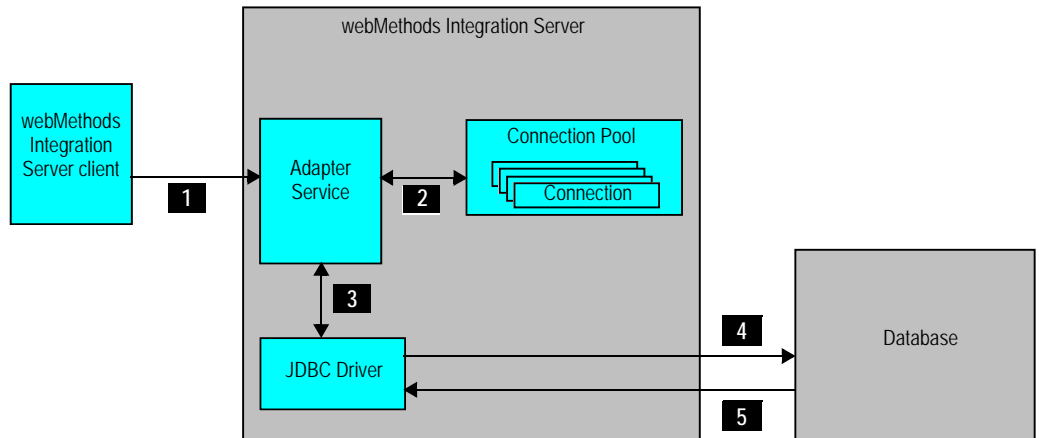 webMethods Integration Server
webMethods
Integration
Server client
1
Adapter
Service
2
Connection Pool
Connection
3
JDBC Driver
4
5
Database